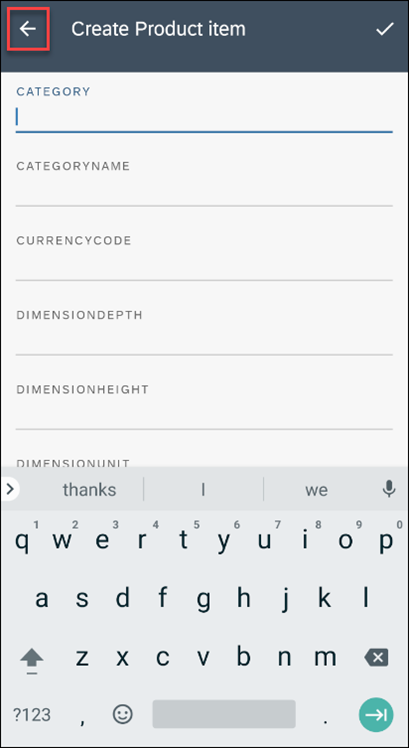 Create Product item
CATEGORY
CATEGORYNAME
CURRENCYCODE
DIMENSIONDEPTH
DIMENSIONHEIGHT
DIMENSIONUNIT
thanks I we
1 2 3 4 5 6 7 8 9 0
q w e r t y u i o p
a s d f g h j k l
z x c v b n m
?123 , .